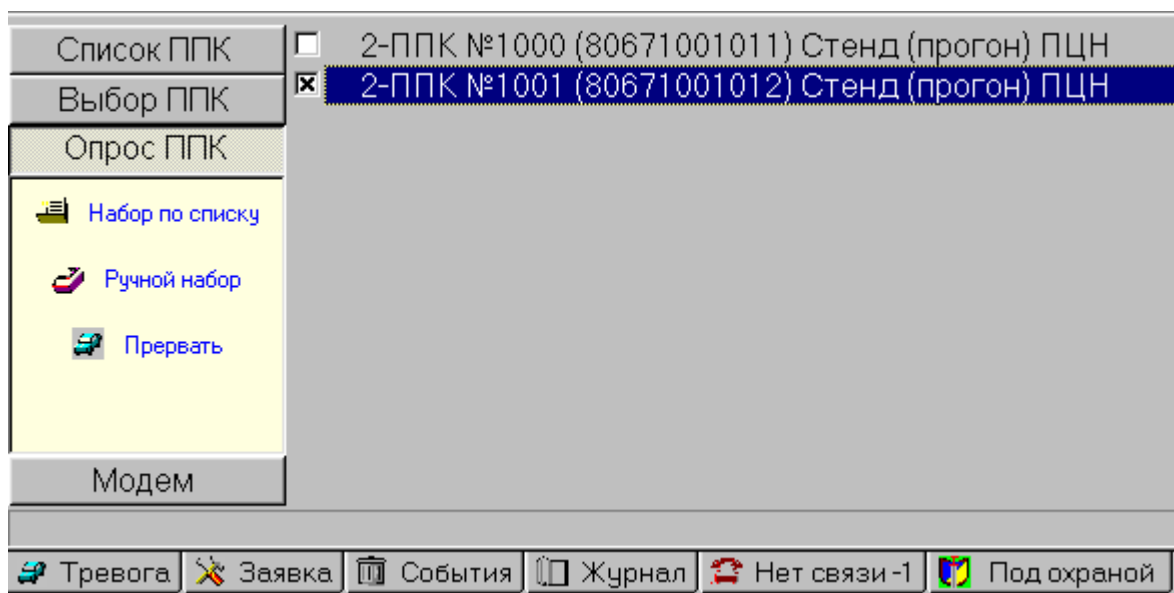 Список ППК
Выбор ППК
Опрос ППК
Набор по списку
Ручной набор
Прервать
Модем
2-ППК №1000 (80671001011) Стенд (прогон) ПЦН
2-ППК №1001 (80671001012) Стенд (прогон) ПЦН
Тревога Заявка События Журнал Нет связи -1 Под охраной